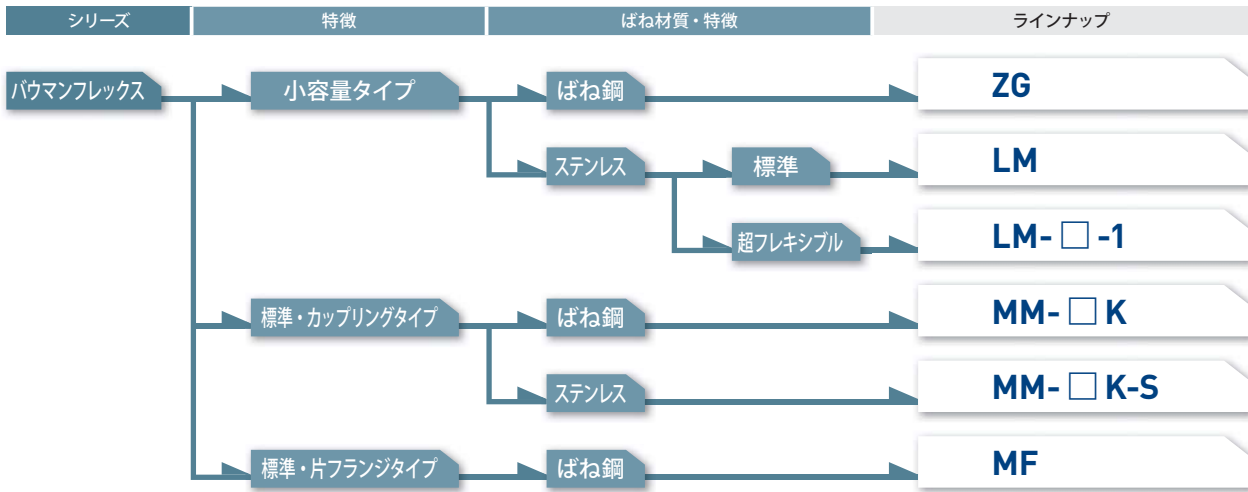 シリーズ
特徴
ばね材質・特徴
ラインナップ
バウマンフレックス
小容量タイプ
ばね鋼
ZG
ステンレス
標準
LM
超フレキシブル
LM-□-1
標準・カップリングタイプ
ばね鋼
MM-□K
ステンレス
MM-□K-S
標準・片フランジタイプ
ばね鋼
MF